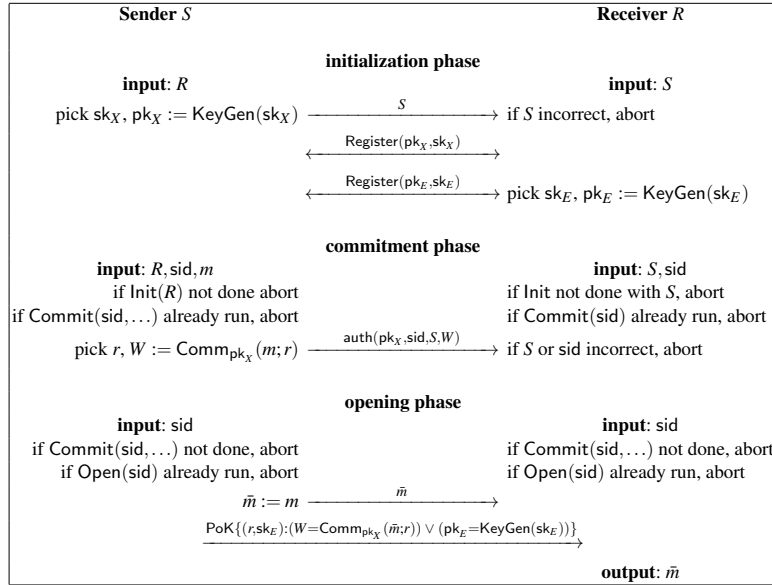 Sender S Receiver R
initialization phase
input: R input: S
pick sk_X, pk_X := KeyGen(sk_X) S if S incorrect, abort
Register(pk_X,sk_X)
Register(pk_E,sk_E) pick sk_E, pk_E := KeyGen(sk_E)
commitment phase
input: R,sid,m input: S,sid
if Init(R) not done abort if Init not done with S, abort
if Commit(sid,...) already run, abort if Commit(sid) already run, abort
pick r, W := Comm_{pk_X}(m;r) auth(pk_X,sid,S,W) if S or sid incorrect, abort
opening phase
input: sid input: sid
if Commit(sid,...) not done, abort if Commit(sid,...) not done, abort
if Open(sid) already run, abort if Open(sid) already run, abort
m̄ := m m̄
PoK{(r,sk_E):(W=Comm_{pk_X}(m̄;r)) ∨ (pk_E=KeyGen(sk_E))}
output: m̄